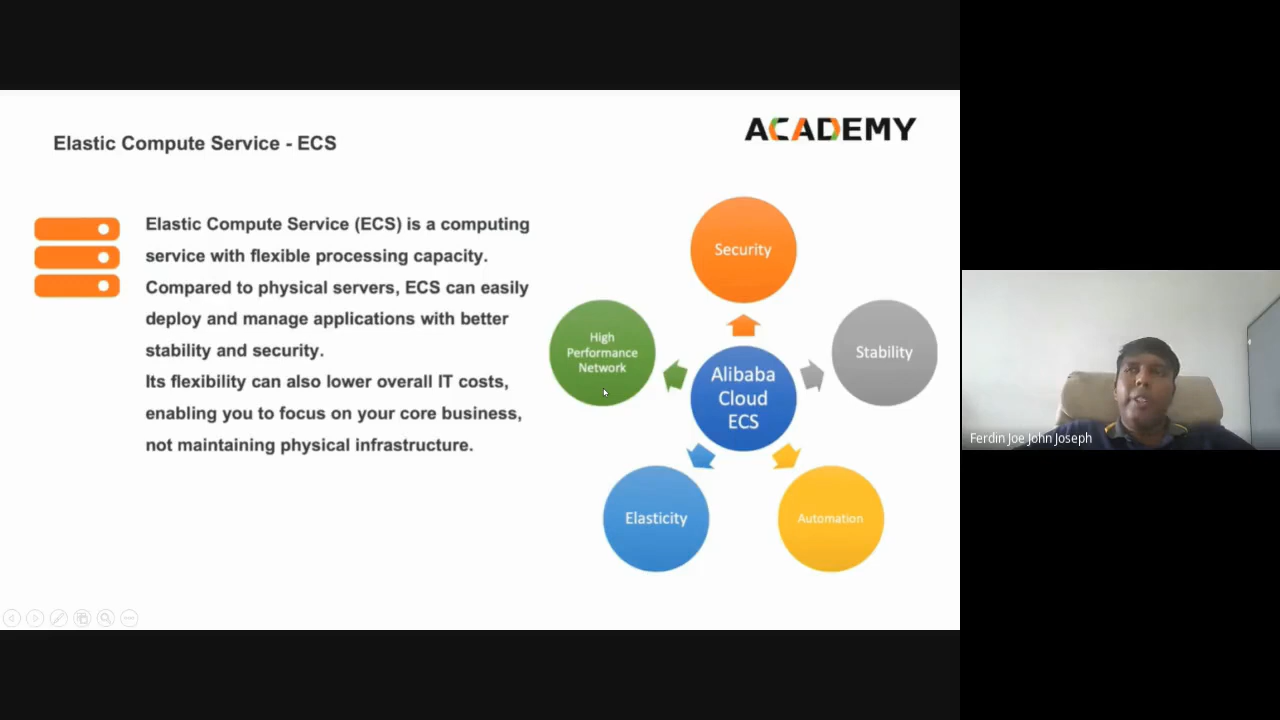 Elastic Compute Service - ECS
ACADEMY
Elastic Compute Service (ECS) is a computing
service with flexible processing capacity.
Compared to physical servers, ECS can easily
deploy and manage applications with better
stability and security.
Its flexibility can also lower overall IT costs,
enabling you to focus on your core business,
not maintaining physical infrastructure.
Security
High
Performance
Network
Stability
Alibaba
Cloud
ECS
Elasticity
Automation
Ferdin Joe John Joseph